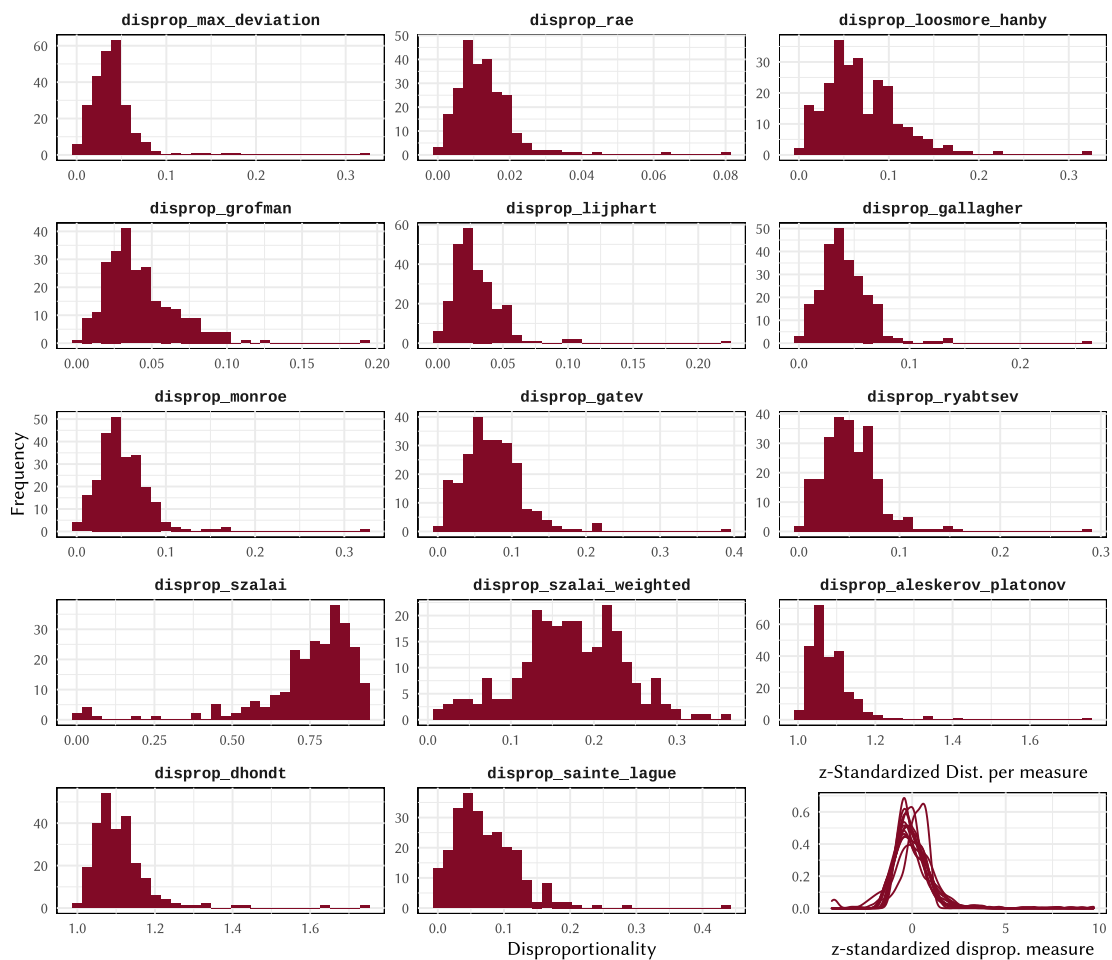 disprop_max_deviation
disprop_rae
disprop_loosmore_hanby
60
40
20
0
0.0 0.1 0.2 0.3
50
40
30
20
10
0
0.00 0.02 0.04 0.06 0.08
30
20
10
0
0.0 0.1 0.2 0.3
disprop_grofman
disprop_lijphart
disprop_gallagher
40
30
20
10
0
0.00 0.05 0.10 0.15 0.20
60
40
20
0
0.00 0.05 0.10 0.15 0.20
50
40
30
20
10
0
0.0 0.1 0.2
disprop_monroe
disprop_gatev
disprop_ryabtsev
Frequency
50
40
30
20
10
0
0.0 0.1 0.2 0.3
40
30
20
10
0
0.0 0.1 0.2 0.3 0.4
40
30
20
10
0
0.0 0.1 0.2 0.3
disprop_szalai
disprop_szalai_weighted
disprop_aleskerov_platonov
30
20
10
0
0.00 0.25 0.50 0.75
20
15
10
5
0
0.0 0.1 0.2 0.3
60
40
20
0
1.0 1.2 1.4 1.6
disprop_dhondt
disprop_sainte_lague
z-Standardized Dist. per measure
40
20
0
1.0 1.2 1.4 1.6
30
20
10
0
0.0 0.1 0.2 0.3 0.4
Disproportionality
0.6
0.4
0.2
0.0
0 5 10
z-standardized disprop. measure